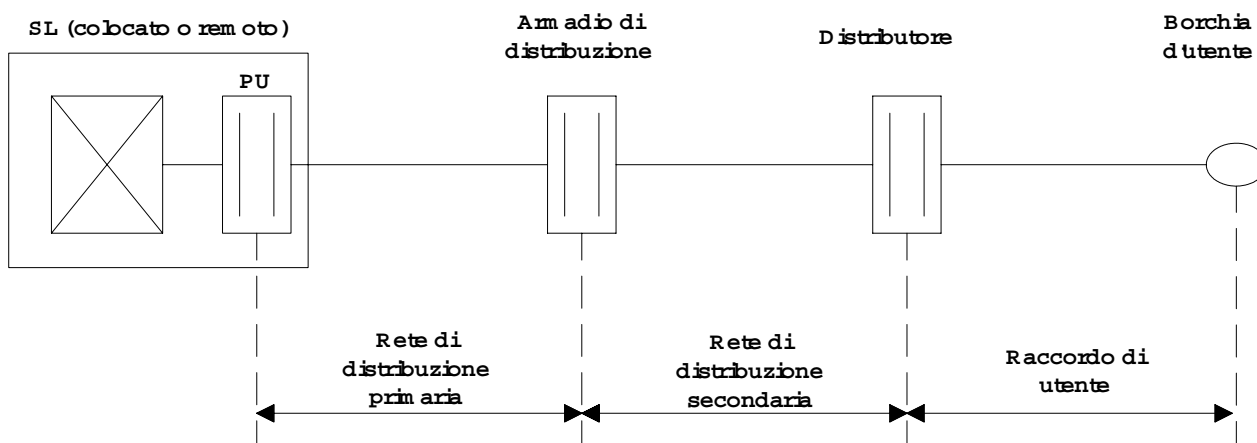 SL (colocato o remoto)
PU
Armadio di
distribuzione
Distributore
Borchia
d'utente
Rete di
distribuzione
primaria
Rete di
distribuzione
secondaria
Raccordo di
utente